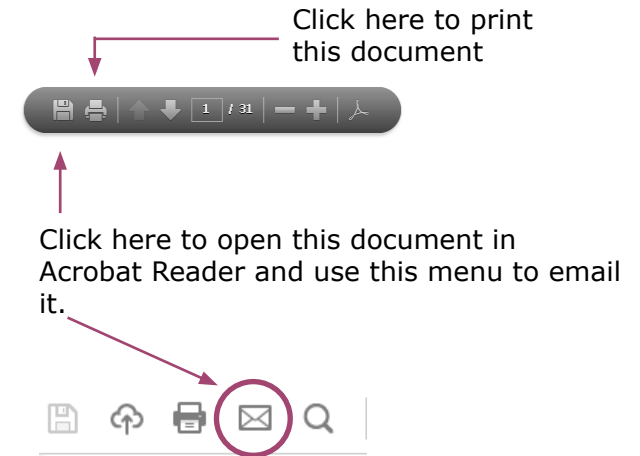 Click here to print
this document
1 / 31
Click here to open this document in
Acrobat Reader and use this menu to email
it.